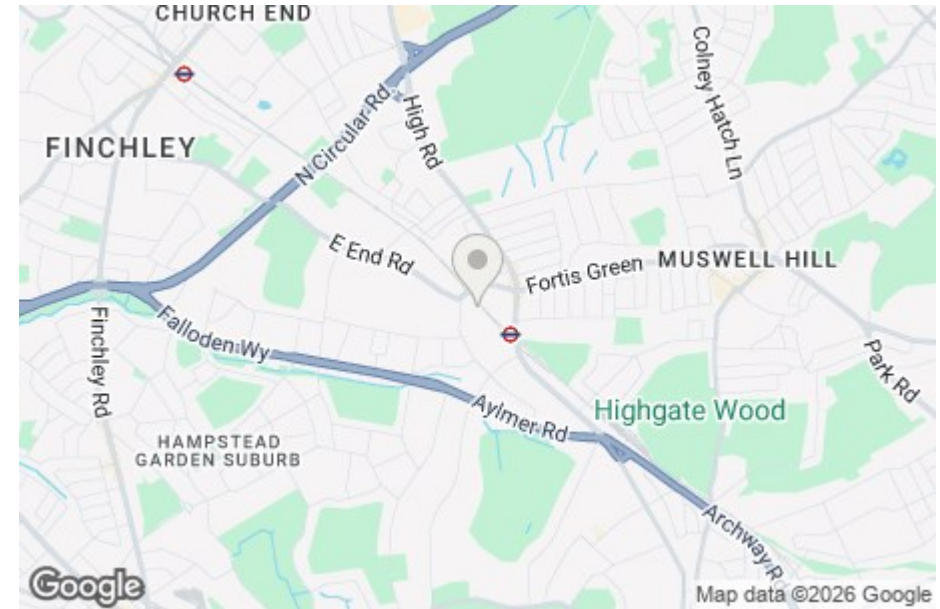 CHURCH END
FINCHLEY
N Circular Rd
High Rd
Colney Hatch Ln
E End Rd
Fortis Green
MUSWELL HILL
Finchley Rd
Falloden Wy
Aylmer Rd
Park Rd
Highgate Wood
HAMPSTEAD
GARDEN SUBURB
Archway Rd
Google
Map data ©2026 Google